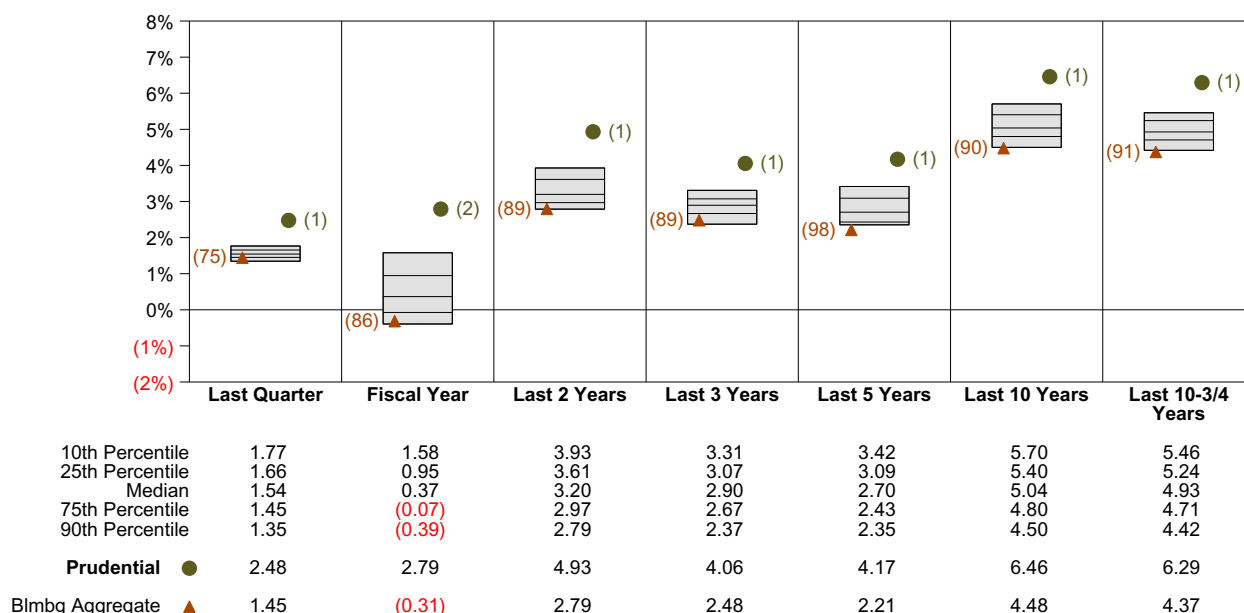 8%
7%
6%
5%
4%
3%
2%
1%
0%
(1%)
(2%)
(75)
(1)
(86)
(2)
(89)
(1)
(89)
(1)
(98)
(1)
(90)
(1)
(91)
(1)
Last Quarter Fiscal Year Last 2 Years Last 3 Years Last 5 Years Last 10 Years Last 10-3/4
Years
10th Percentile 1.77 1.58 3.93 3.31 3.42 5.70 5.46
25th Percentile 1.66 0.95 3.61 3.07 3.09 5.40 5.24
Median 1.54 0.37 3.20 2.90 2.70 5.04 4.93
75th Percentile 1.45 (0.07) 2.97 2.67 2.43 4.80 4.71
90th Percentile 1.35 (0.39) 2.79 2.37 2.35 4.50 4.42
Prudential 2.48 2.79 4.93 4.06 4.17 6.46 6.29
Blmbg Aggregate 1.45 (0.31) 2.79 2.48 2.21 4.48 4.37